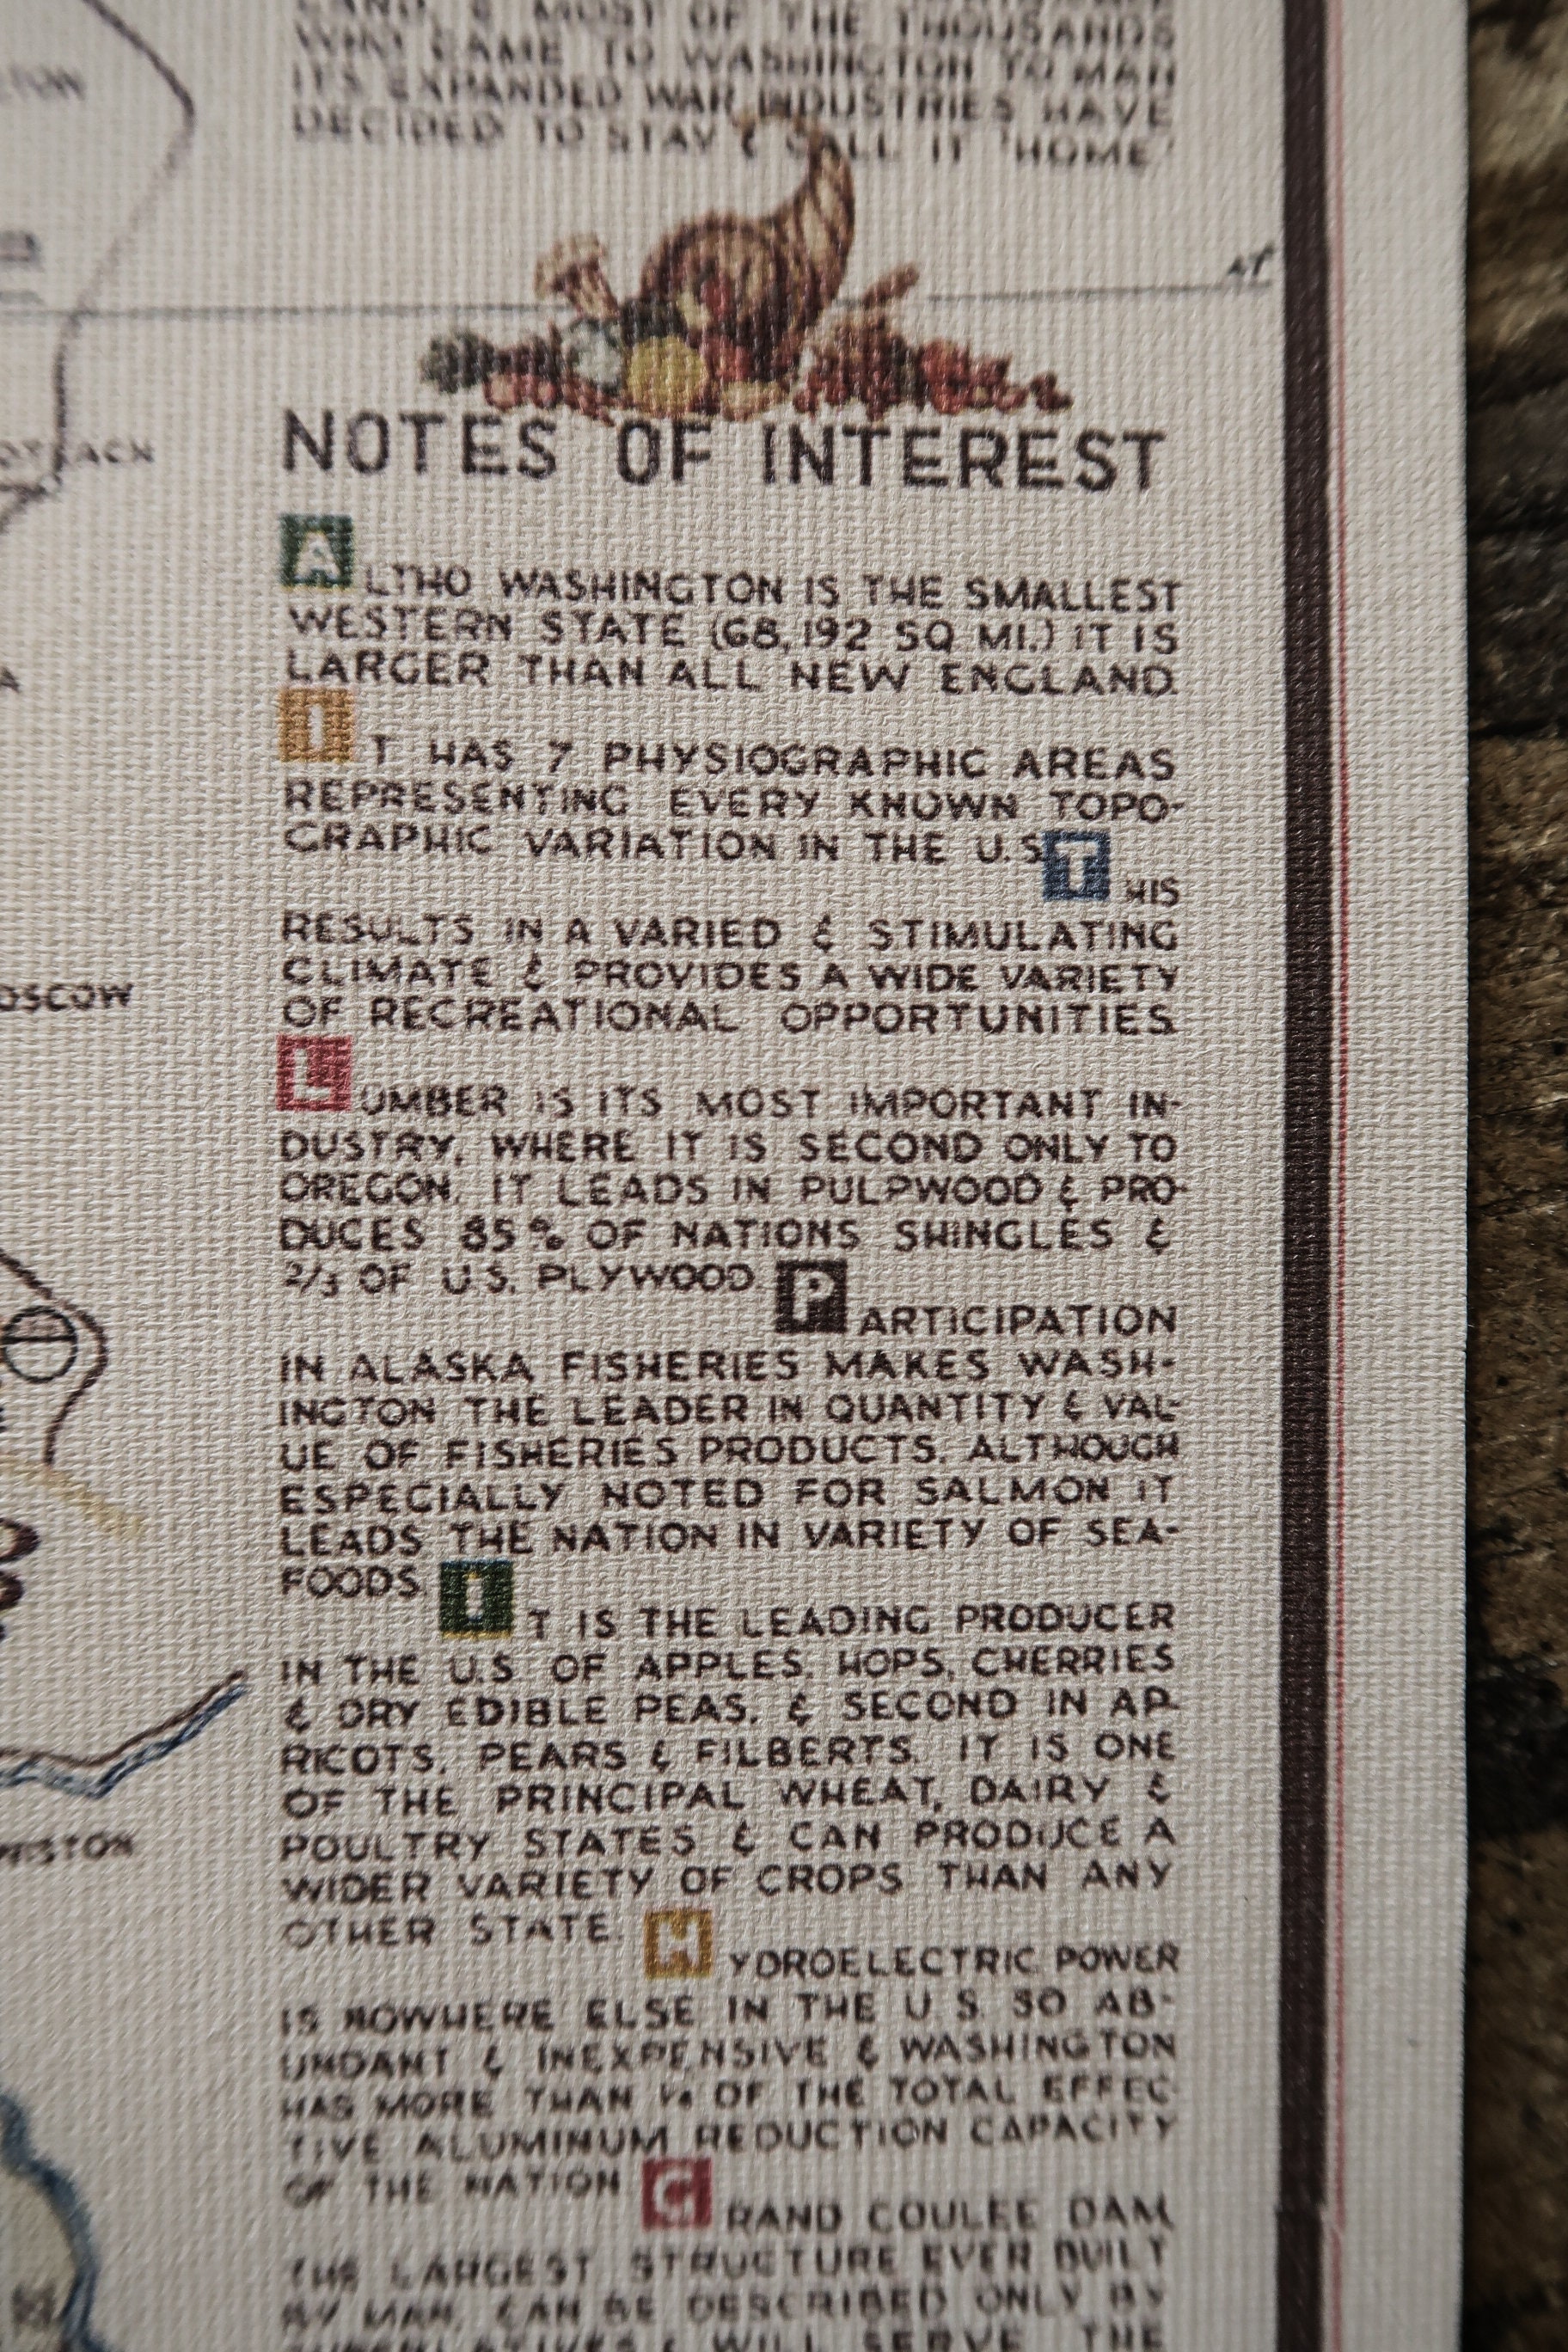 LAND, & MOST OF THE THOUSANDS
WHO CAME TO WASHINGTON TO MAN
ITS EXPANDED WAR INDUSTRIES HAVE
DECIDED TO STAY & CALL IT 'HOME'
NOTES OF INTEREST
ALTHO WASHINGTON IS THE SMALLEST
WESTERN STATE (68,192 SQ MI.) IT IS
LARGER THAN ALL NEW ENGLAND.
IT HAS 7 PHYSIOGRAPHIC AREAS
REPRESENTING EVERY KNOWN TOPO-
GRAPHIC VARIATION IN THE U.S.
THIS
RESULTS IN A VARIED & STIMULATING
CLIMATE & PROVIDES A WIDE VARIETY
OF RECREATIONAL OPPORTUNITIES.
LUMBER IS ITS MOST IMPORTANT IN-
DUSTRY, WHERE IT IS SECOND ONLY TO
OREGON. IT LEADS IN PULPWOOD & PRO-
DUCES 85% OF NATIONS SHINGLES &
2/3 OF U.S. PLYWOOD.
PARTICIPATION
IN ALASKA FISHERIES MAKES WASH-
INGTON THE LEADER IN QUANTITY & VAL-
UE OF FISHERIES PRODUCTS. ALTHOUGH
ESPECIALLY NOTED FOR SALMON IT
LEADS THE NATION IN VARIETY OF SEA-
FOODS.
IT IS THE LEADING PRODUCER
IN THE U.S. OF APPLES, HOPS, CHERRIES
& DRY EDIBLE PEAS, & SECOND IN AP-
RICOTS, PEARS & FILBERTS. IT IS ONE
OF THE PRINCIPAL WHEAT, DAIRY &
POULTRY STATES & CAN PRODUCE A
WIDER VARIETY OF CROPS THAN ANY
OTHER STATE.
HYDROELECTRIC POWER
IS NOWHERE ELSE IN THE U.S. SO AB-
UNDANT & INEXPENSIVE & WASHINGTON
HAS MORE THAN OF THE TOTAL EFFEC-
TIVE ALUMINUM REDUCTION CAPACITY
OF THE NATION
GRAND COULEE DAM
THE LARGEST STRUCTURE EVER BUILT
BY MAN, CAN BE DESCRIBED ONLY BY
SUPERLATIVES & WILL SERVE THE